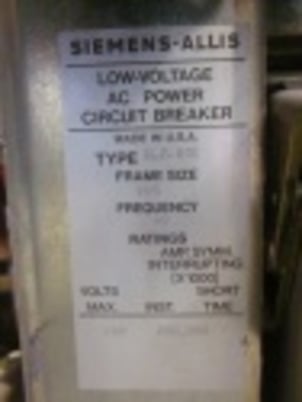 SIEMENS-ALLIS
LOW-VOLTAGE
AC POWER
CIRCUIT BREAKER
MADE IN U.S.A.
TYPE
FRAME SIZE
FREQUENCY
RATINGS
AMP. SYMM.
INTERRUPTING
(X1000)
VOLTS SHORT
MAX. INST. TIME